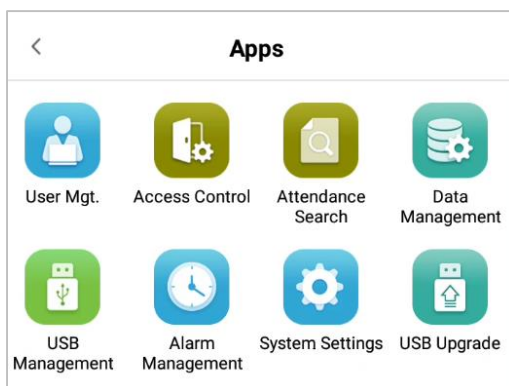 Apps
User Mgt.
Access Control
Attendance
Search
Data
Management
USB
Management
Alarm
Management
System Settings
USB Upgrade